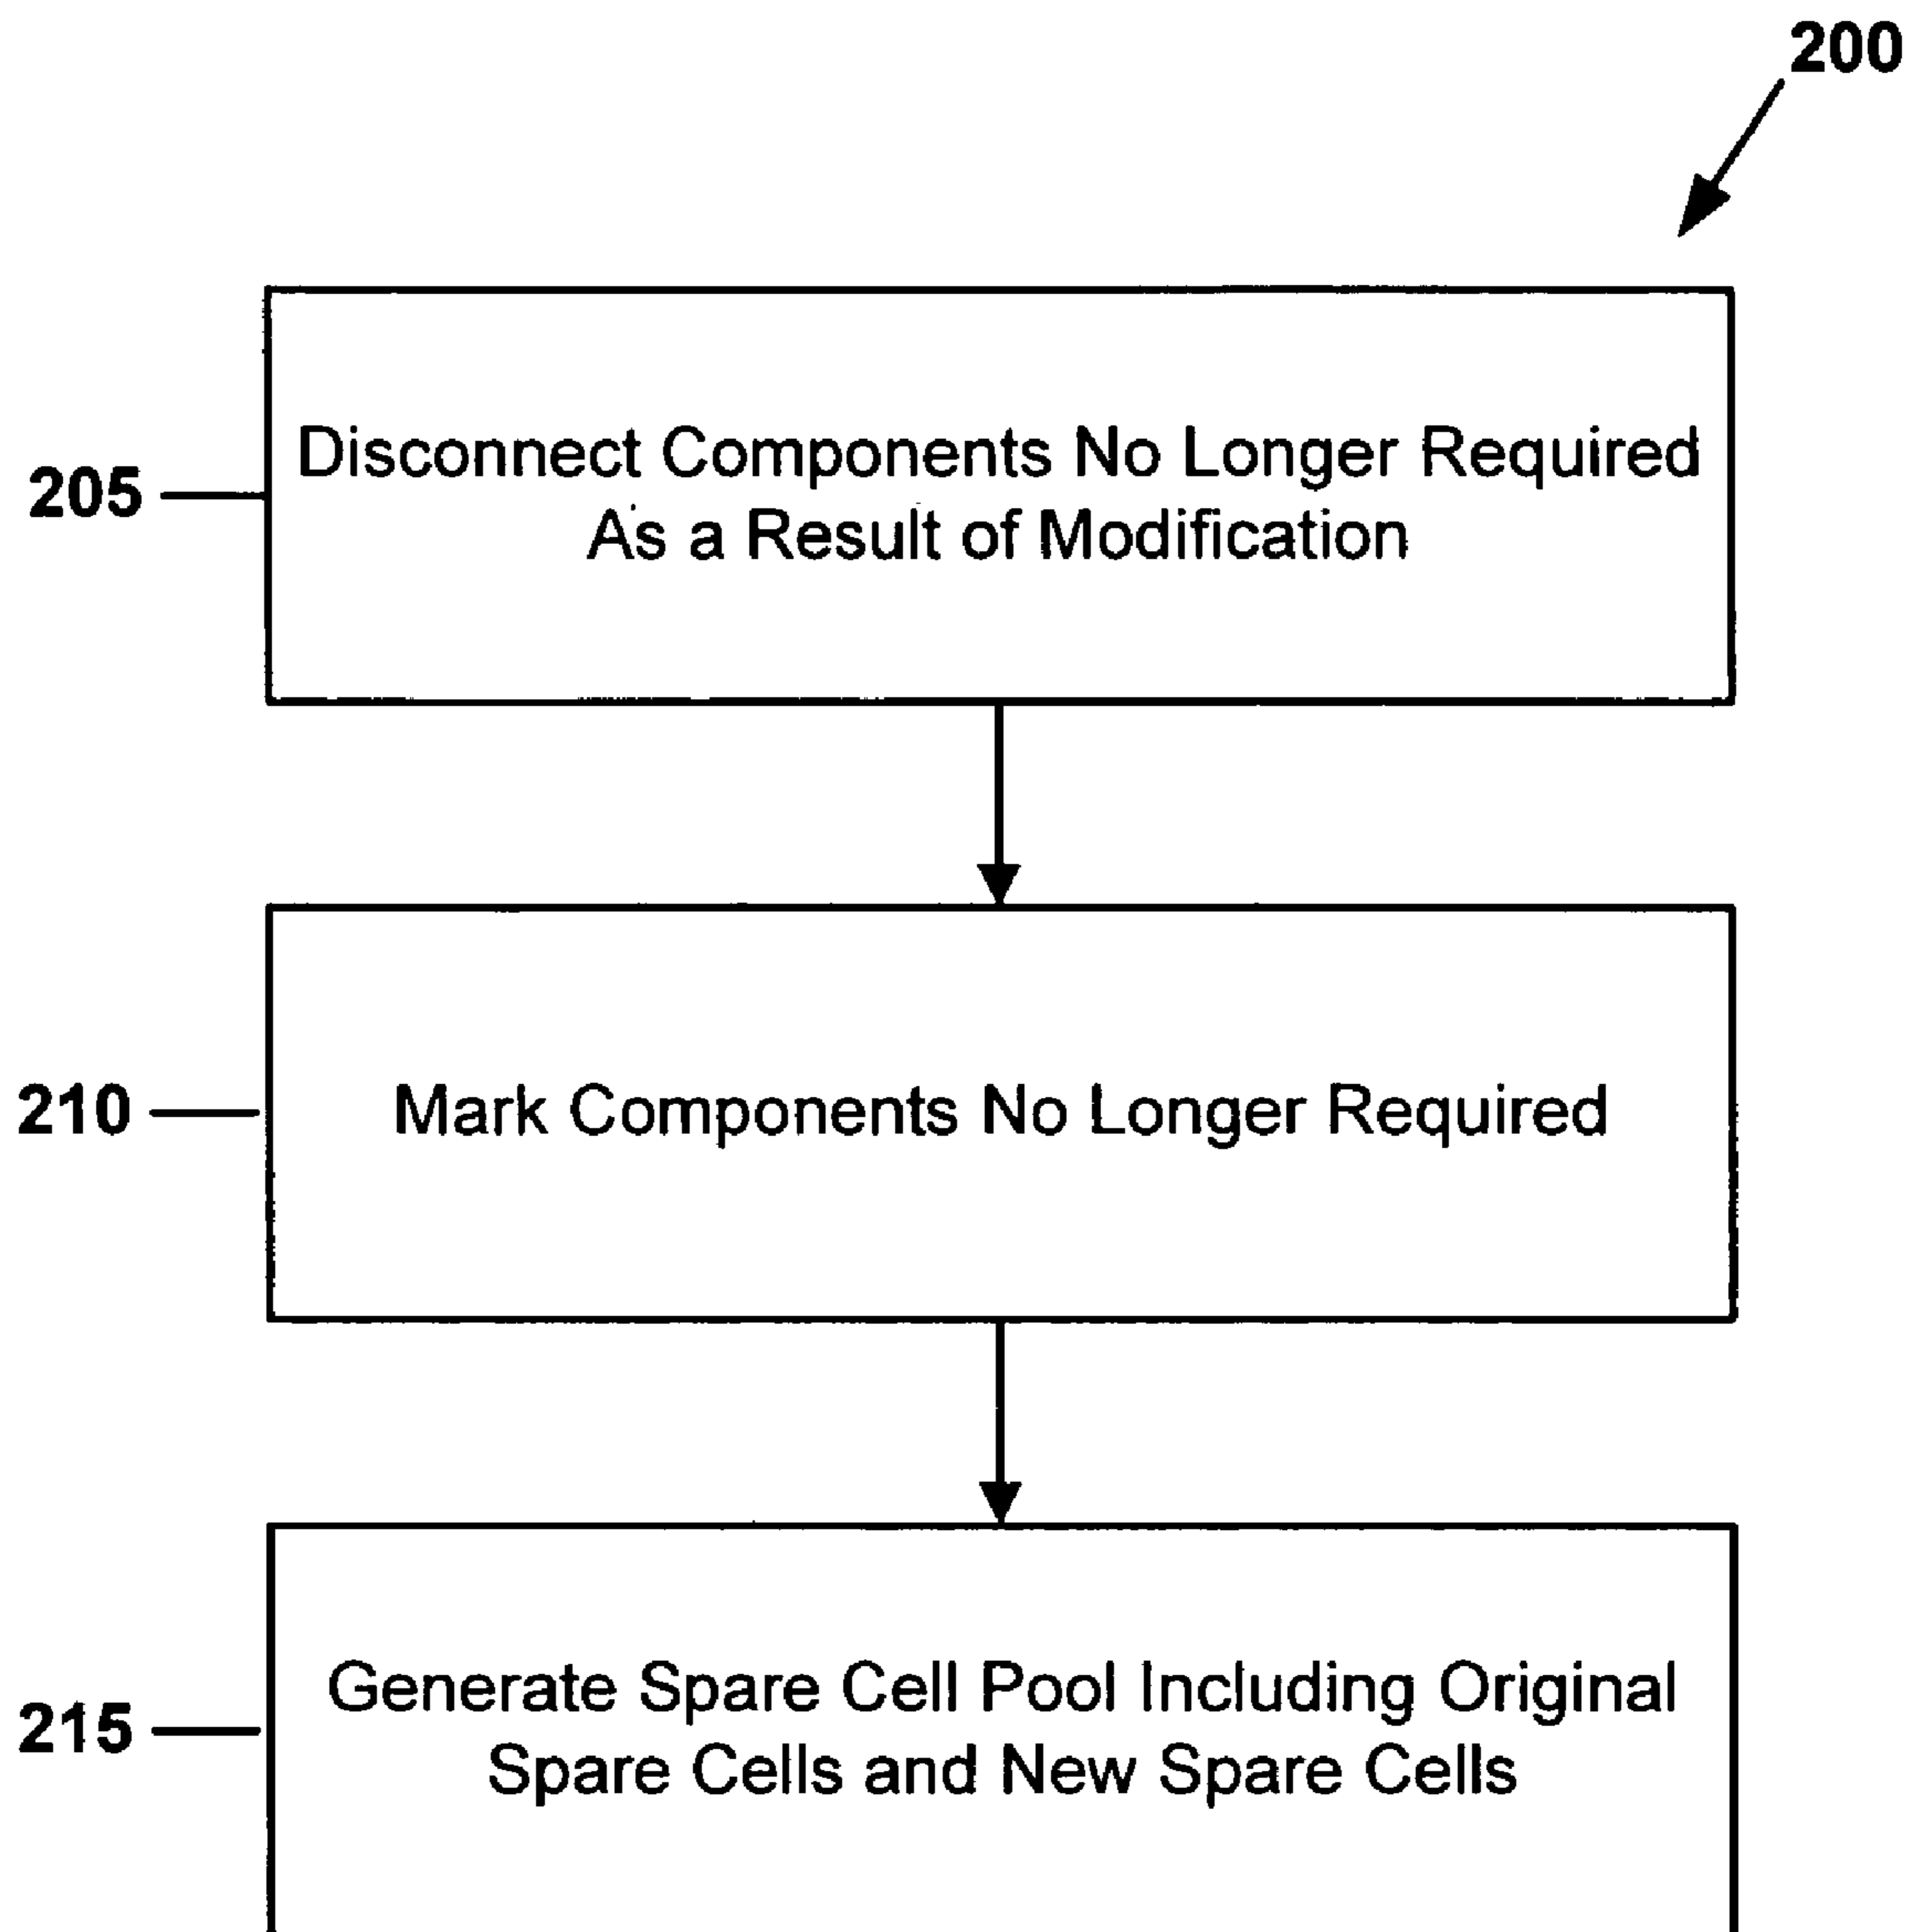 200
205
Disconnect Components No Longer Required
As a Result of Modification
210
Mark Components No Longer Required
215
Generate Spare Cell Pool Including Original
Spare Cells and New Spare Cells